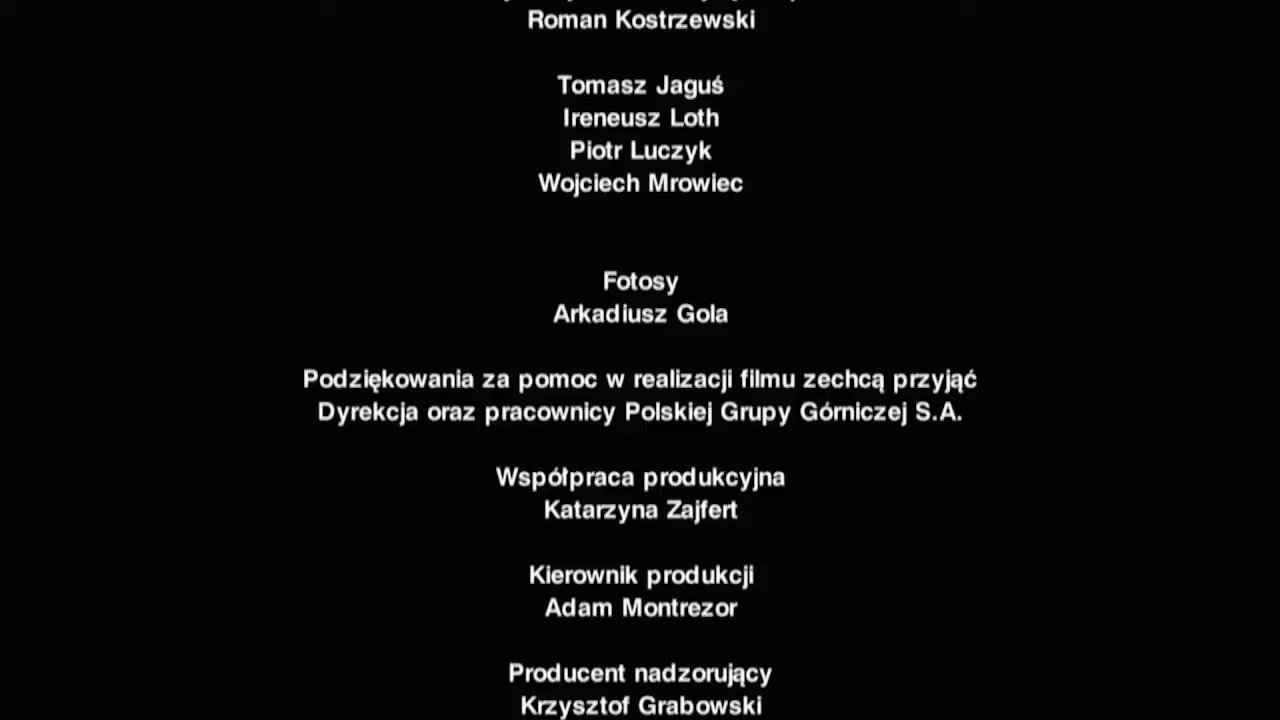 Roman Kostrzewski
Tomasz Jaguś
Ireneusz Loth
Piotr Luczyk
Wojciech Mrowiec
Fotosy
Arkadiusz Gola
Podziękowania za pomoc w realizacji filmu zechcą przyjąć
Dyrekcja oraz pracownicy Polskiej Grupy Górniczej S.A.
Współpraca produkcyjna
Katarzyna Zajfert
Kierownik produkcji
Adam Montrezor
Producent nadzorujący
Krzysztof Grabowski